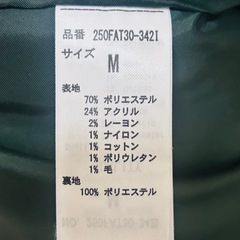 品番 250FAT30-342I
サイズ
M
表地
70% ポリエステル
24% アクリル
2% レーヨン
1% ナイロン
1% コットン
1% ポリウレタン
1% 毛
裏地
100% ポリエステル